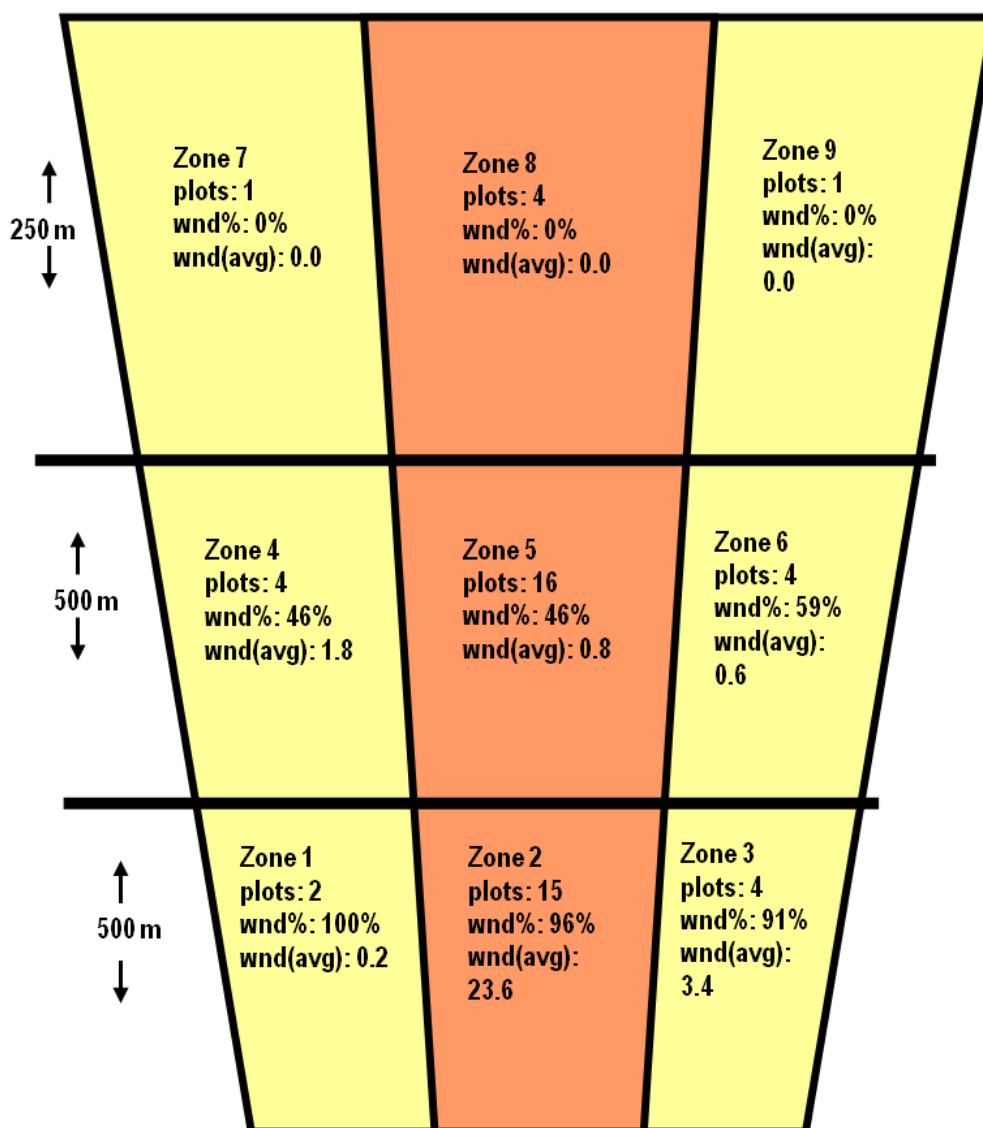 Zone 7
plots: 1
wnd%: 0%
wnd(avg): 0.0
Zone 8
plots: 4
wnd%: 0%
wnd(avg): 0.0
Zone 9
plots: 1
wnd%: 0%
wnd(avg):
0.0
250 m
Zone 4
plots: 4
wnd%: 46%
wnd(avg): 1.8
Zone 5
plots: 16
wnd%: 46%
wnd(avg): 0.8
Zone 6
plots: 4
wnd%: 59%
wnd(avg):
0.6
500 m
Zone 1
plots: 2
wnd%: 100%
wnd(avg): 0.2
Zone 2
plots: 15
wnd%: 96%
wnd(avg):
23.6
Zone 3
plots: 4
wnd%: 91%
wnd(avg):
3.4
500 m